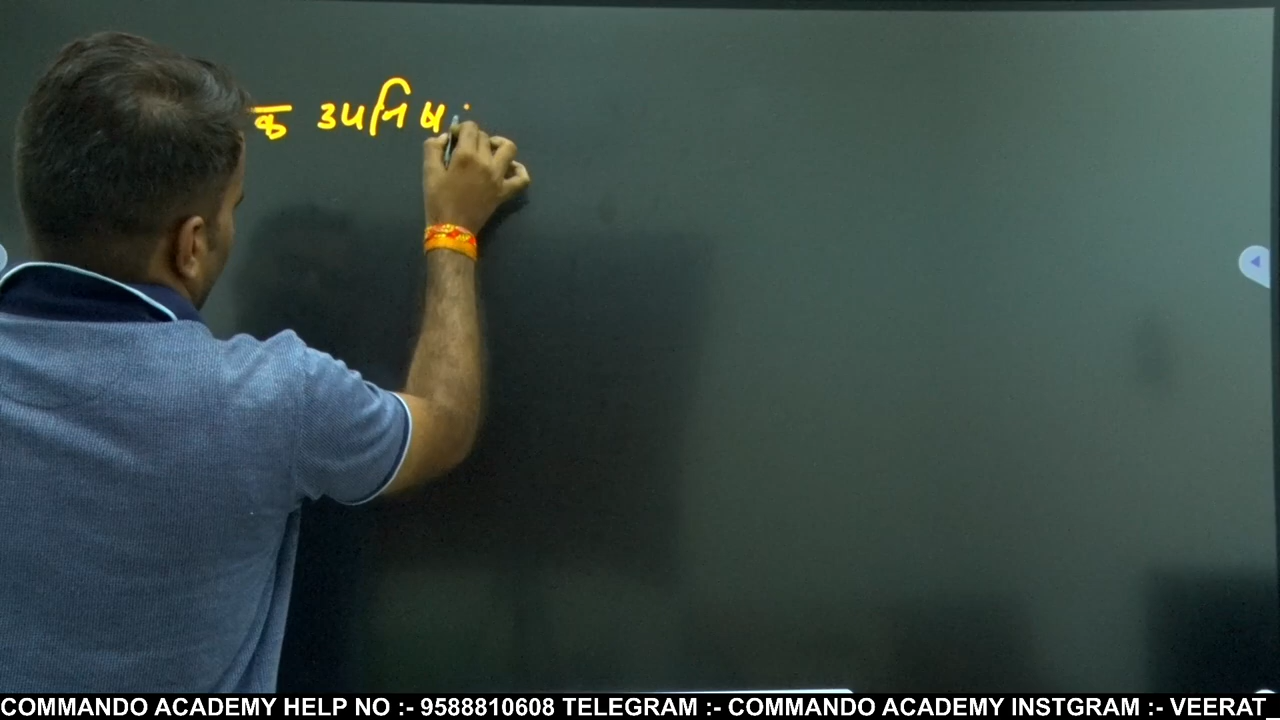 क उपनिष
COMMANDO ACADEMY HELP NO :- 9588810608 TELEGRAM :- COMMANDO ACADEMY INSTGRAM :- VEERAT